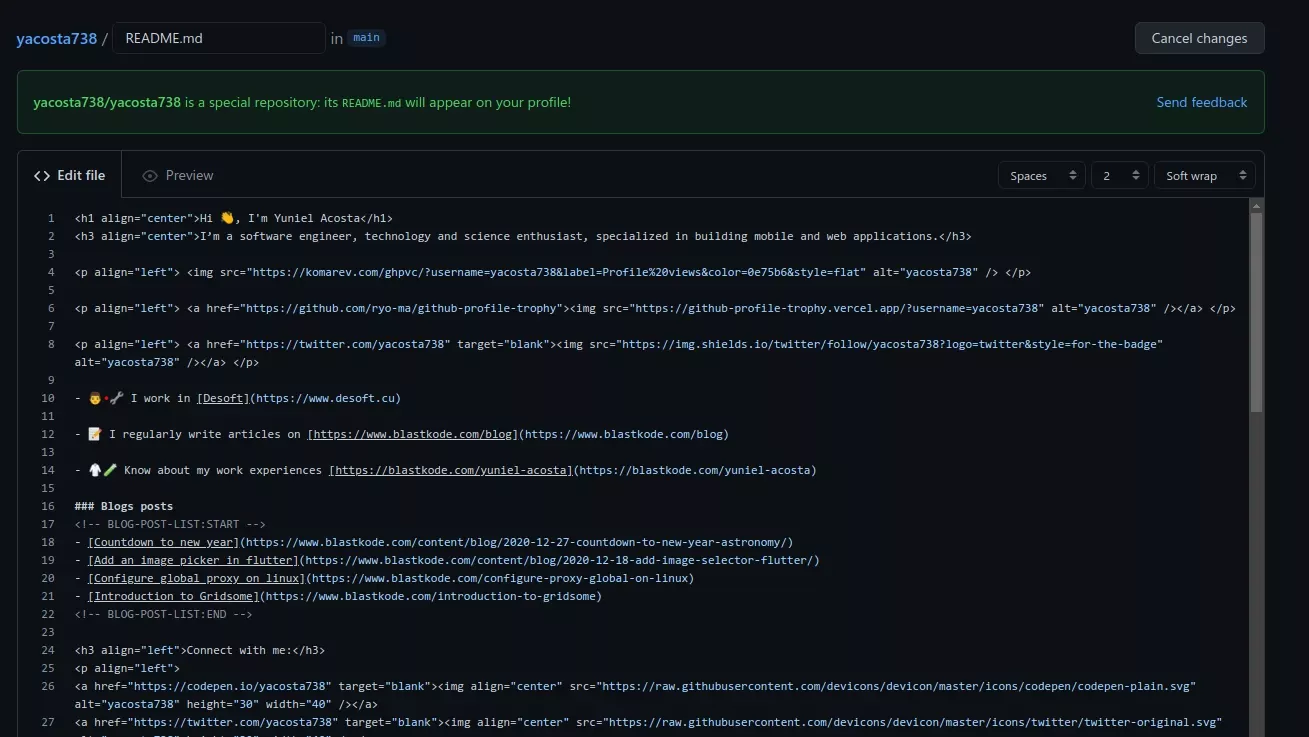 yacosta738 / README.md in main Cancel changes
yacosta738/yacosta738 is a special repository: its README.md will appear on your profile! Send feedback
<> Edit file Preview Spaces 2 Soft wrap
1 <h1 align="center">Hi 👋, I'm Yuniel Acosta</h1>
2 <h3 align="center">I’m a software engineer, technology and science enthusiast, specialized in building mobile and web applications.</h3>
3
4 <p align="left"> <img src="https://komarev.com/ghpvc/?username=yacosta738&label=Profile%20views&color=0e75b6&style=flat" alt="yacosta738" /> </p>
5
6 <p align="left"> <a href="https://github.com/ryo-ma/github-profile-trophy"><img src="https://github-profile-trophy.vercel.app/?username=yacosta738" alt="yacosta738" /></a> </p>
7
8 <p align="left"> <a href="https://twitter.com/yacosta738" target="blank"><img src="https://img.shields.io/twitter/follow/yacosta738?logo=twitter&style=for-the-badge"
alt="yacosta738" /></a> </p>
9
10 - 👨•🔧 I work in [Desoft](https://www.desoft.cu)
11
12 - 📝 I regularly write articles on [https://www.blastkode.com/blog](https://www.blastkode.com/blog)
13
14 - 🥼🧪 Know about my work experiences [https://blastkode.com/yuniel-acosta](https://blastkode.com/yuniel-acosta)
15
16 ### Blogs posts
17 <!-- BLOG-POST-LIST:START -->
18 - [Countdown to new year](https://www.blastkode.com/content/blog/2020-12-27-countdown-to-new-year-astronomy/)
19 - [Add an image picker in flutter](https://www.blastkode.com/content/blog/2020-12-18-add-image-selector-flutter/)
20 - [Configure global proxy on linux](https://www.blastkode.com/configure-proxy-global-on-linux)
21 - [Introduction to Gridsome](https://www.blastkode.com/introduction-to-gridsome)
22 <!-- BLOG-POST-LIST:END -->
23
24 <h3 align="left">Connect with me:</h3>
25 <p align="left">
26 <a href="https://codepen.io/yacosta738" target="blank"><img align="center" src="https://raw.githubusercontent.com/devicons/devicon/master/icons/codepen/codepen-plain.svg"
alt="yacosta738" height="30" width="40" /></a>
27 <a href="https://twitter.com/yacosta738" target="blank"><img align="center" src="https://raw.githubusercontent.com/devicons/devicon/master/icons/twitter/twitter-original.svg"